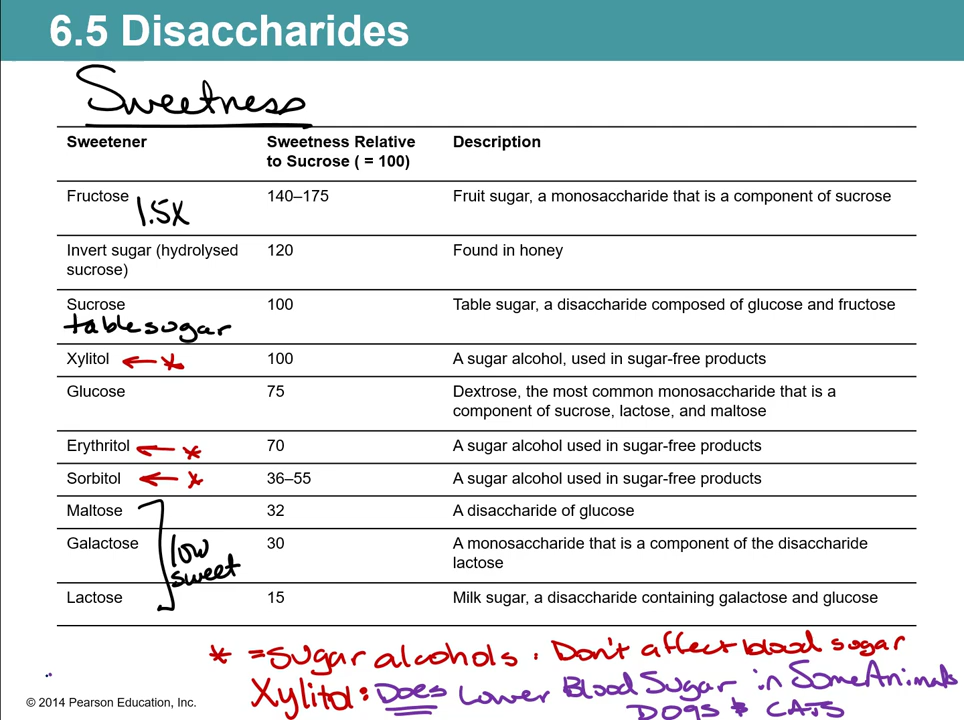 6.5 Disaccharides
Sweetness
Sweetener Sweetness Relative to Sucrose ( = 100) Description
Fructose 140–175 Fruit sugar, a monosaccharide that is a component of sucrose
1.5X
Invert sugar (hydrolysed sucrose) 120 Found in honey
Sucrose 100 Table sugar, a disaccharide composed of glucose and fructose
table sugar
Xylitol ← * 100 A sugar alcohol, used in sugar-free products
Glucose 75 Dextrose, the most common monosaccharide that is a component of sucrose, lactose, and maltose
Erythritol ← * 70 A sugar alcohol used in sugar-free products
Sorbitol ← * 36–55 A sugar alcohol used in sugar-free products
Maltose 32 A disaccharide of glucose
Galactose 30 A monosaccharide that is a component of the disaccharide lactose
low
sweet
Lactose 15 Milk sugar, a disaccharide containing galactose and glucose
* = Sugar alcohols . Don't affect blood sugar
Xylitol: Does Lower Blood Sugar in Some Animals
DOGS & CATS
© 2014 Pearson Education, Inc.